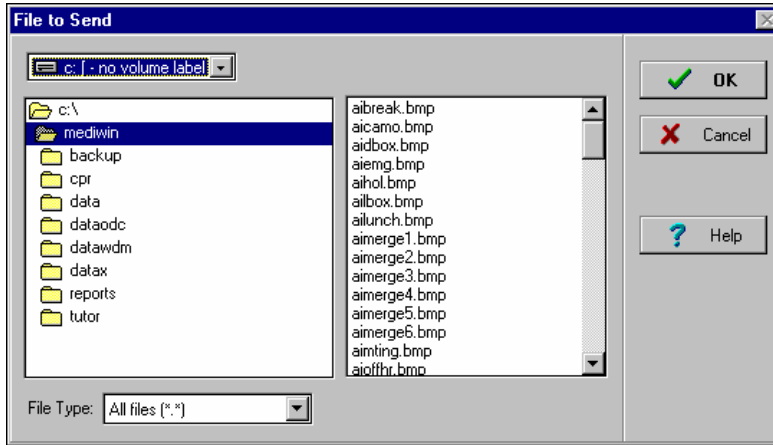 File to Send
c: [ - no volume label]
c:\
mediwin
backup
cpr
data
dataodc
datawdm
datax
reports
tutor
aibreak.bmp
aicamo.bmp
aidbox.bmp
aiemg.bmp
aihol.bmp
ailbox.bmp
ailunch.bmp
aimerge1.bmp
aimerge2.bmp
aimerge3.bmp
aimerge4.bmp
aimerge5.bmp
aimerge6.bmp
aimting.bmp
aioffhr.bmp
File Type: All files (*.*)
OK
Cancel
? Help